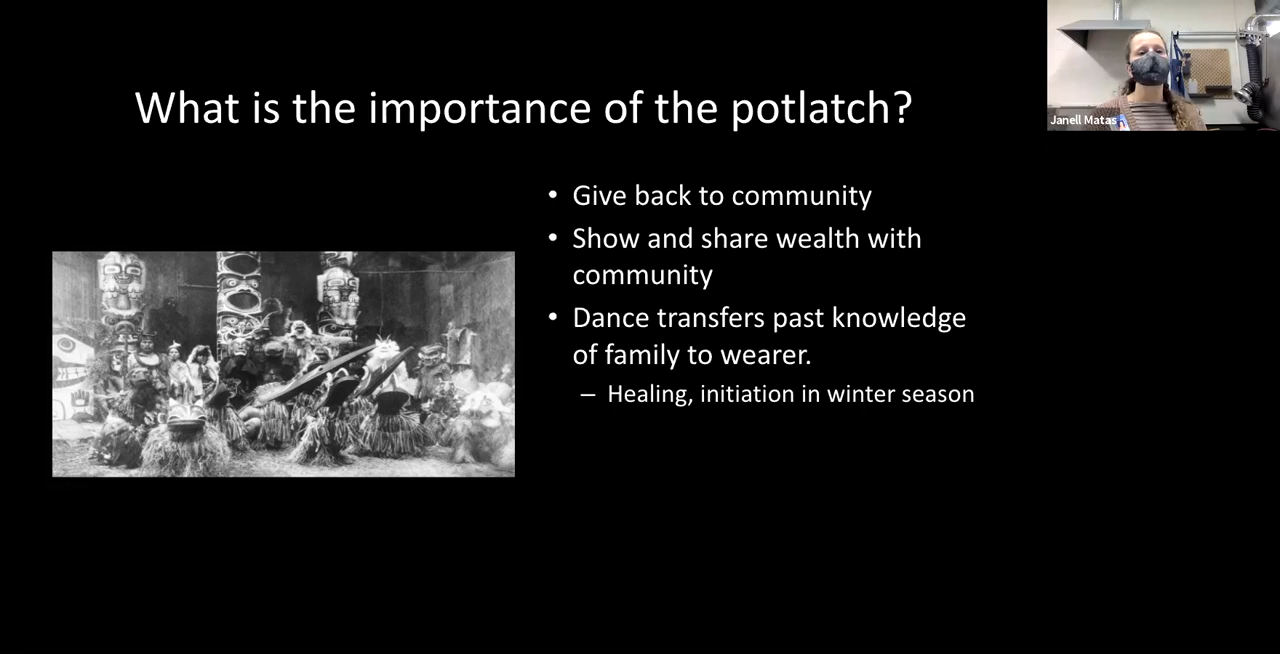 What is the importance of the potlatch?
Janell Matas
• Give back to community
• Show and share wealth with
community
• Dance transfers past knowledge
of family to wearer.
– Healing, initiation in winter season